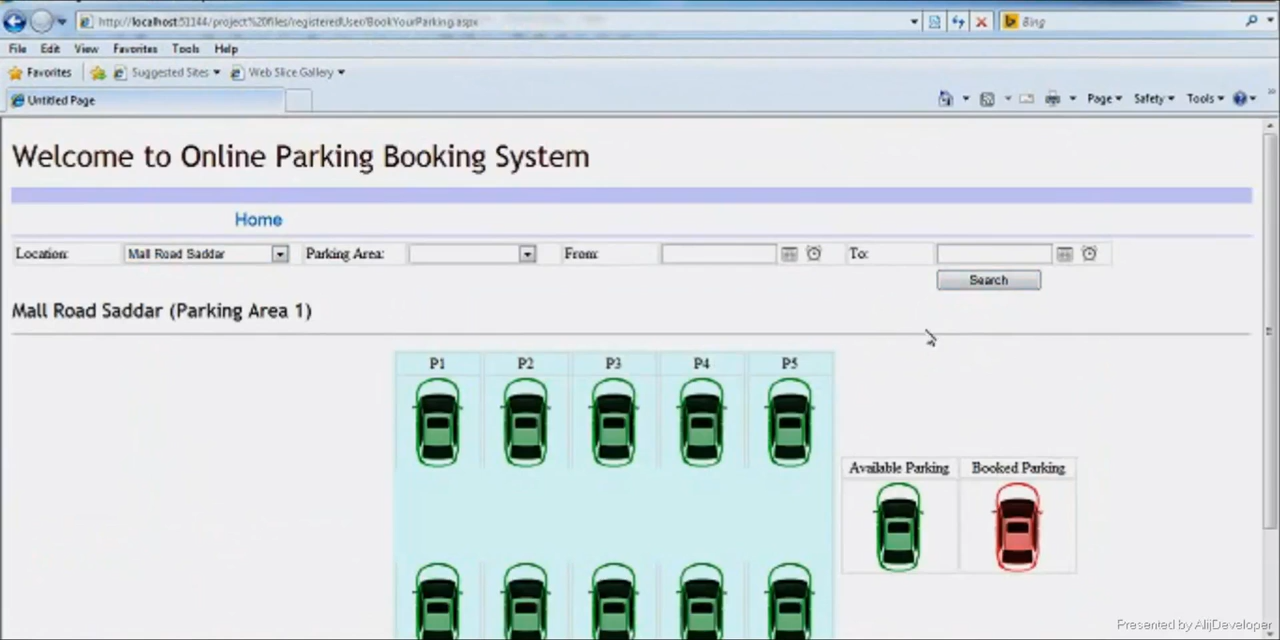 http://localhost:51144/project%20files/registeredUser/BookYourParking.aspx
Bing
File Edit View Favorites Tools Help
Favorites Suggested Sites Web Slice Gallery
Untitled Page
Page Safety Tools
Welcome to Online Parking Booking System
Home
Location: Mall Road Saddar Parking Area: From: To:
Search
Mall Road Saddar (Parking Area 1)
P1 P2 P3 P4 P5
Available Parking Booked Parking
Presented by AlijDeveloper